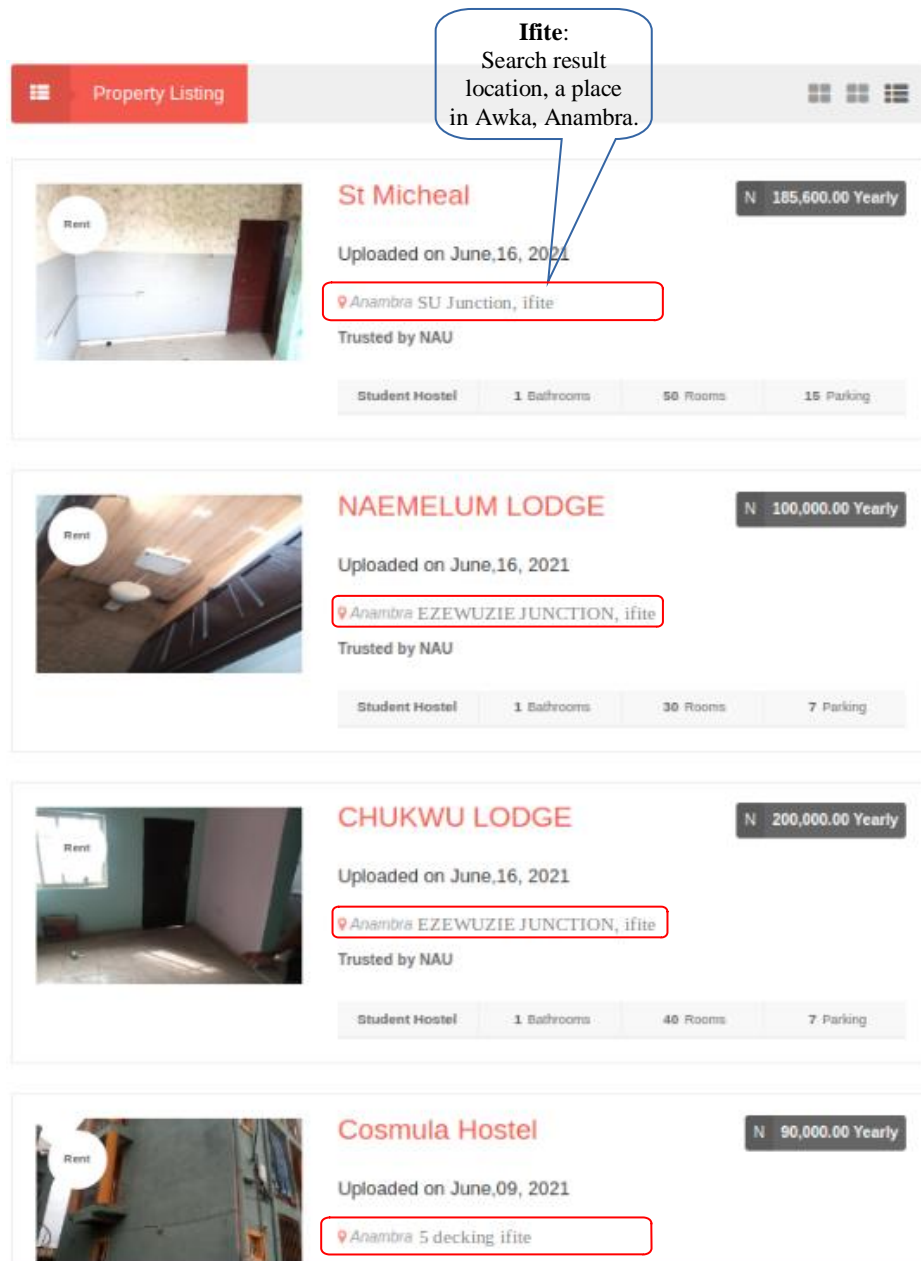 Ifite:
Search result
location, a place
in Awka, Anambra.
Property Listing
Rent
St Micheal
N 185,600.00 Yearly
Uploaded on June,16, 2021
Anambra SU Junction, ifite
Trusted by NAU
Student Hostel 1 Bathrooms 50 Rooms 15 Parking
Rent
NAEMELUM LODGE
N 100,000.00 Yearly
Uploaded on June,16, 2021
Anambra EZEWUZIE JUNCTION, ifite
Trusted by NAU
Student Hostel 1 Bathrooms 30 Rooms 7 Parking
Rent
CHUKWU LODGE
N 200,000.00 Yearly
Uploaded on June,16, 2021
Anambra EZEWUZIE JUNCTION, ifite
Trusted by NAU
Student Hostel 1 Bathrooms 40 Rooms 7 Parking
Rent
Cosmula Hostel
N 90,000.00 Yearly
Uploaded on June,09, 2021
Anambra 5 decking ifite